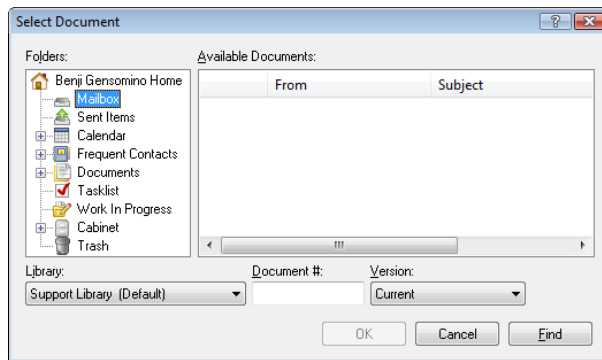 Select Document
Folders: Available Documents:
Benji Gensomino Home
Mailbox
Sent Items
Calendar
Frequent Contacts
Documents
Tasklist
Work In Progress
Cabinet
Trash
From Subject
Library: Document #: Version:
Support Library (Default) Current
OK Cancel Find